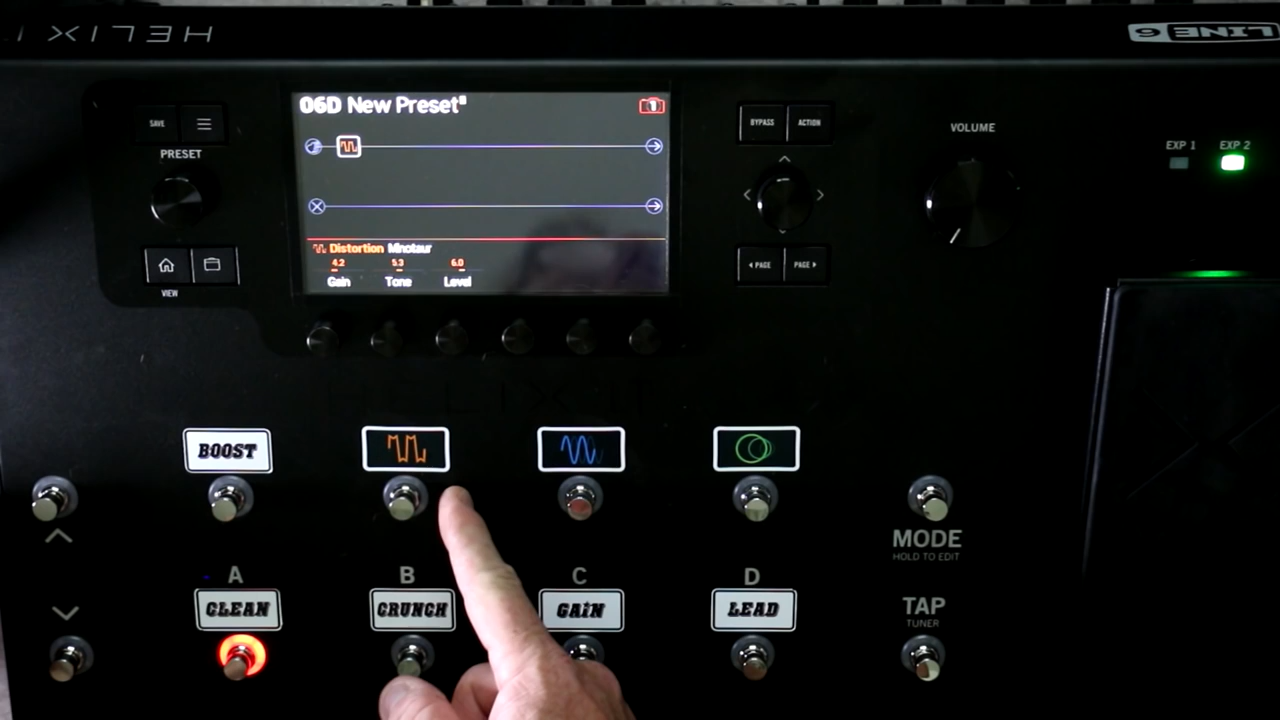 HELIX
LINE 6
06D New Preset
1
SAVE
PRESET
VIEW
Distortion Minotaur
4.2 5.3 6.0
Gain Tone Level
BYPASS ACTION
PAGE PAGE
VOLUME
EXP 1 EXP 2
BOOST
MODE
HOLD TO EDIT
A B C D
CLEAN CRUNCH GAIN LEAD
TAP
TUNER